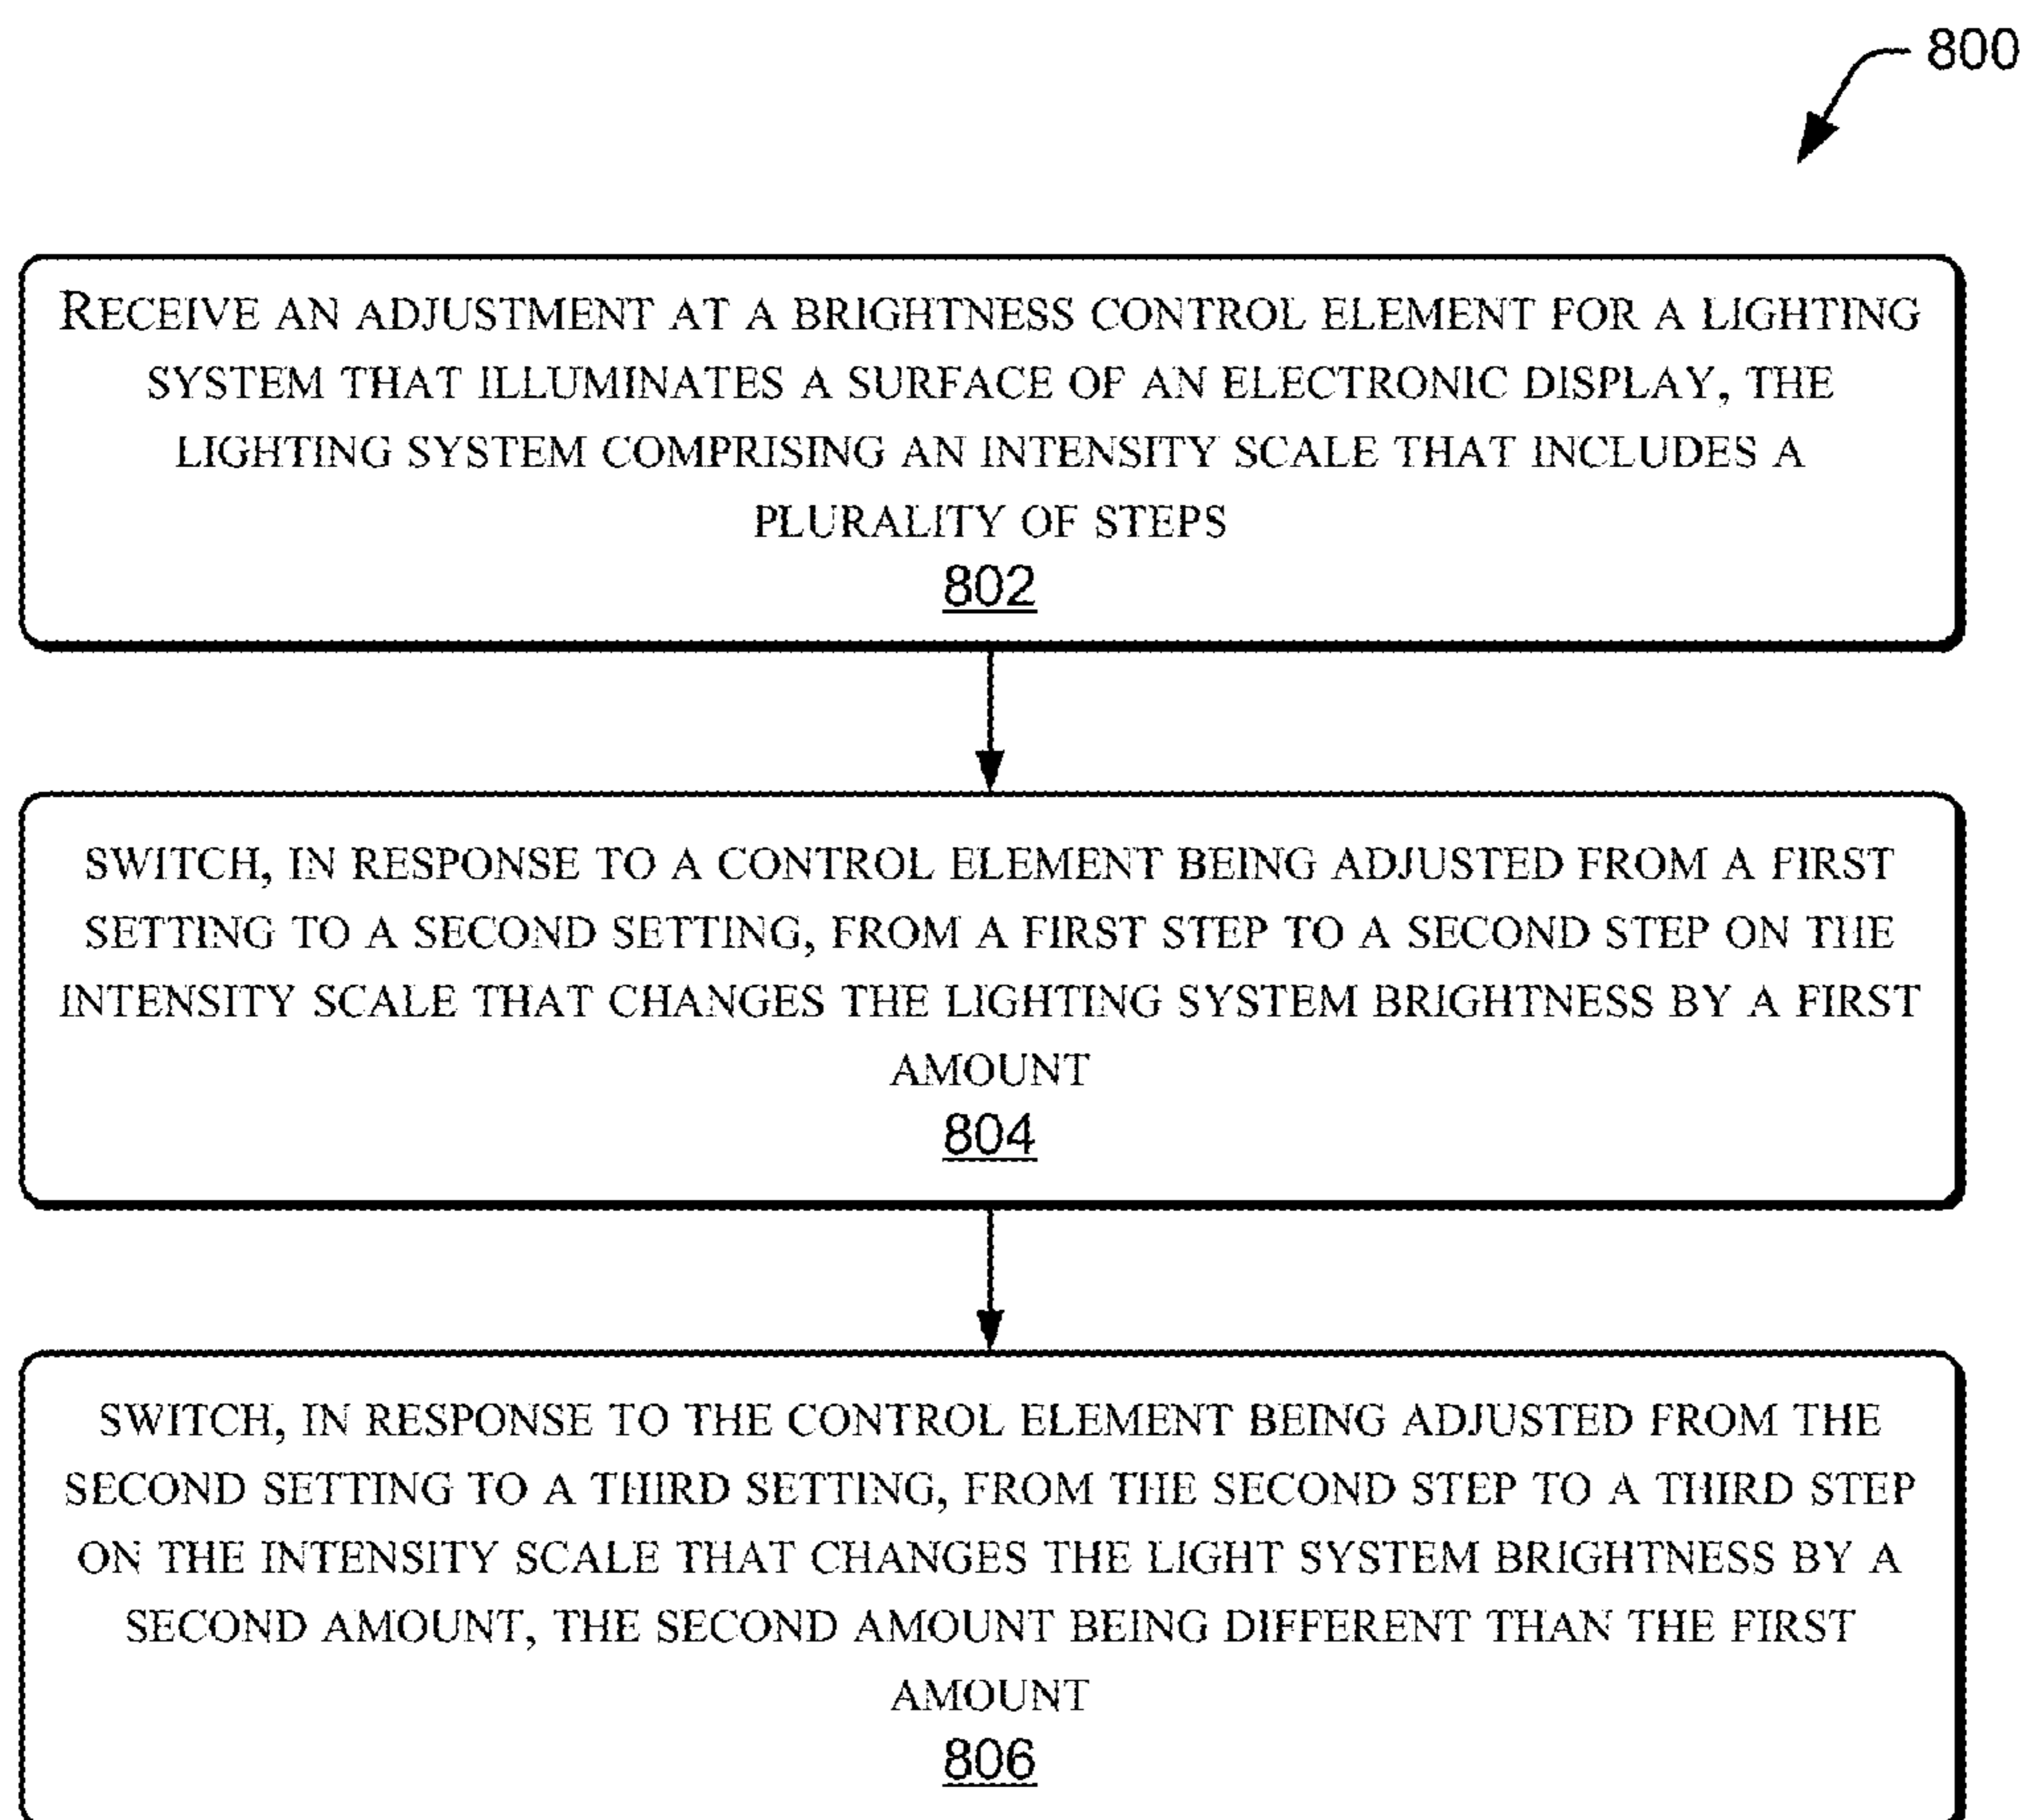 800
RECEIVE AN ADJUSTMENT AT A BRIGHTNESS CONTROL ELEMENT FOR A LIGHTING
SYSTEM THAT ILLUMINATES A SURFACE OF AN ELECTRONIC DISPLAY, THE
LIGHTING SYSTEM COMPRISING AN INTENSITY SCALE THAT INCLUDES A
PLURALITY OF STEPS
802
SWITCH, IN RESPONSE TO A CONTROL ELEMENT BEING ADJUSTED FROM A FIRST
SETTING TO A SECOND SETTING, FROM A FIRST STEP TO A SECOND STEP ON THE
INTENSITY SCALE THAT CHANGES THE LIGHTING SYSTEM BRIGHTNESS BY A FIRST
AMOUNT
804
SWITCH, IN RESPONSE TO THE CONTROL ELEMENT BEING ADJUSTED FROM THE
SECOND SETTING TO A THIRD SETTING, FROM THE SECOND STEP TO A THIRD STEP
ON THE INTENSITY SCALE THAT CHANGES THE LIGHT SYSTEM BRIGHTNESS BY A
SECOND AMOUNT, THE SECOND AMOUNT BEING DIFFERENT THAN THE FIRST
AMOUNT
806